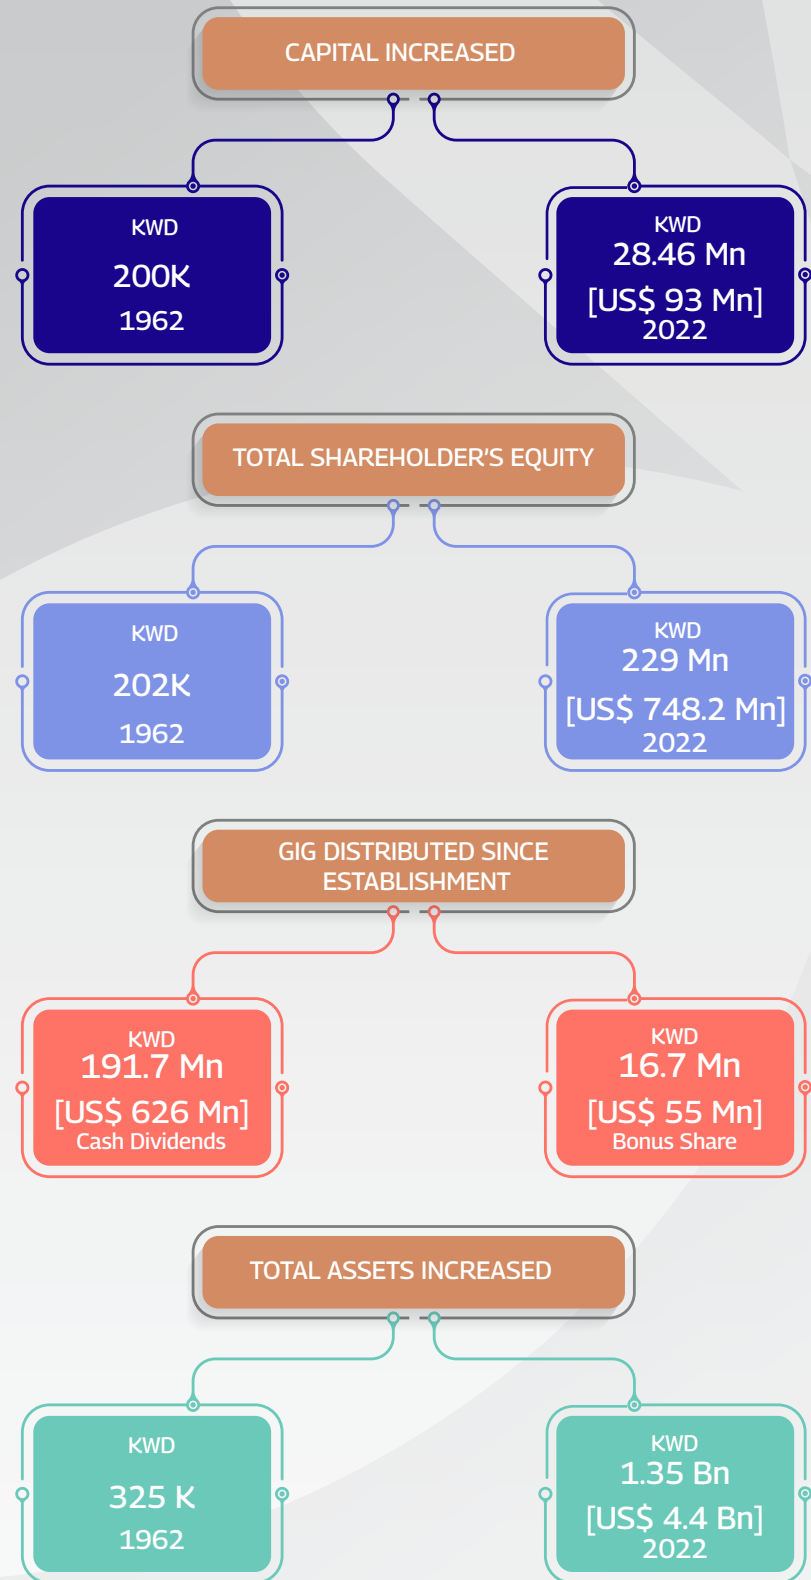 CAPITAL INCREASED
KWD
200K
1962
KWD
28.46 Mn
[US$ 93 Mn]
2022
TOTAL SHAREHOLDER'S EQUITY
KWD
202K
1962
KWD
229 Mn
[US$ 748.2 Mn]
2022
GIG DISTRIBUTED SINCE
ESTABLISHMENT
KWD
191.7 Mn
[US$ 626 Mn]
Cash Dividends
KWD
16.7 Mn
[US$ 55 Mn]
Bonus Share
TOTAL ASSETS INCREASED
KWD
325 K
1962
KWD
1.35 Bn
[US$ 4.4 Bn]
2022